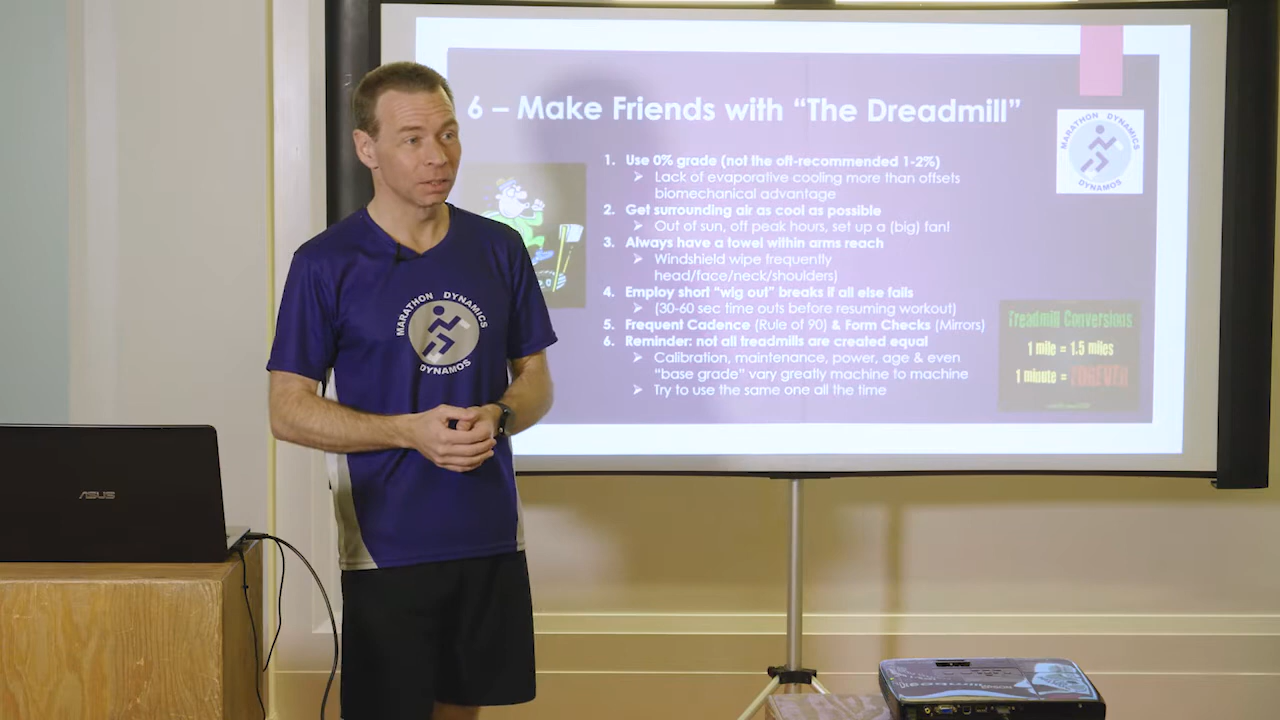 6 – Make Friends with “The Dreadmill”
1. Use 0% grade (not the oft-recommended 1-2%)
Lack of evaporative cooling more than offsets
biomechanical advantage
2. Get surrounding air as cool as possible
Out of sun, off peak hours, set up a (big) fan!
3. Always have a towel within arms reach
Windshield wipe frequently
head/face/neck/shoulders)
4. Employ short “wig out” breaks if all else fails
(30-60 sec time outs before resuming workout)
5. Frequent Cadence (Rule of 90) & Form Checks (Mirrors)
6. Reminder: not all treadmills are created equal
Calibration, maintenance, power, age & even
“base grade” vary greatly machine to machine
Try to use the same one all the time
MARATHON DYNAMICS
DYNAMOS
Treadmill Conversions
1 mile = 1.5 miles
1 minute = FOREVER
MARATHON DYNAMICS
DYNAMOS
ASUS